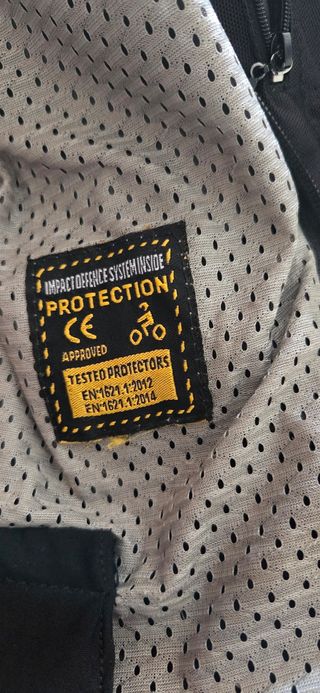 IMPACT DEFENCE SYSTEM INSIDE
PROTECTION
CE
APPROVED
TESTED PROTECTORS
EN:1621.1:2012
EN:1621.1:2014